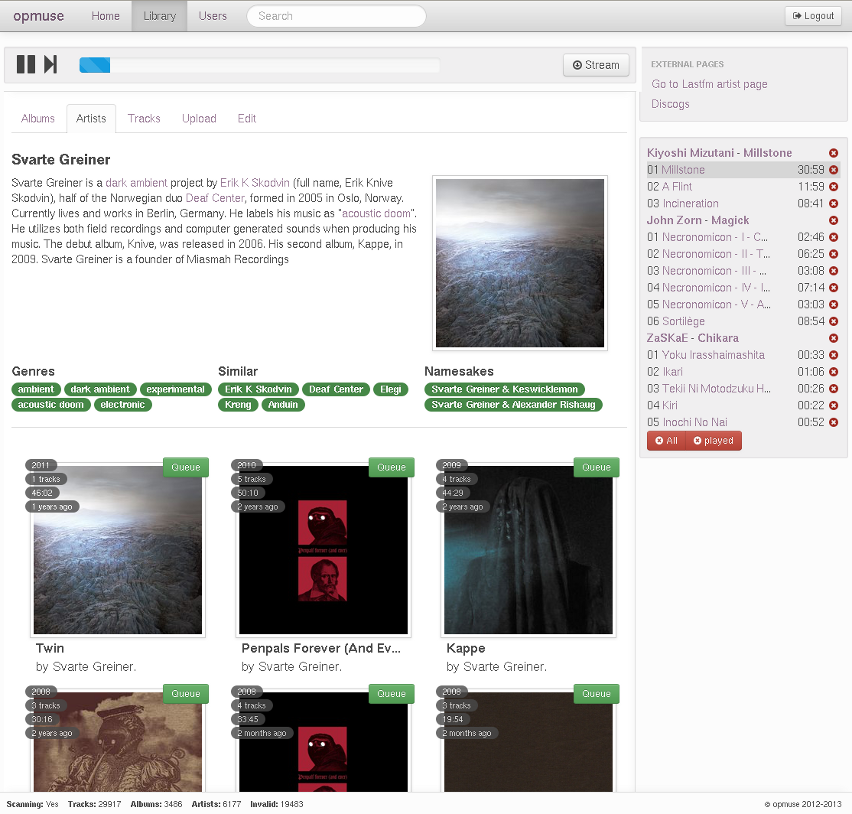 opmuse Home Library Users Search Logout
Stream
Albums Artists Tracks Upload Edit
Svarte Greiner
Svarte Greiner is a dark ambient project by Erik K Skodvin (full name, Erik Knive
Skodvin), half of the Norwegian duo Deaf Center, formed in 2005 in Oslo, Norway.
Currently lives and works in Berlin, Germany. He labels his music as "acoustic doom".
He utilizes both field recordings and computer generated sounds when producing his
music. The debut album, Knive, was released in 2006. His second album, Kappe, in
2009. Svarte Greiner is a founder of Miasmah Recordings
Genres
ambient dark ambient experimental
acoustic doom electronic
Similar
Erik K Skodvin Deaf Center Elegi
Kreng Anduin
Namesakes
Svarte Greiner & Keswicklemon
Svarte Greiner & Alexander Rishaug
2011
1 tracks
46:02
1 years ago
Queue
Twin
by Svarte Greiner.
2010
5 tracks
50:10
2 years ago
Queue
Penpals Forever (And Ev...
by Svarte Greiner.
2009
4 tracks
44:29
2 years ago
Queue
Kappe
by Svarte Greiner.
2008
3 tracks
30:16
2 years ago
Queue
2008
4 tracks
33:45
2 months ago
Queue
2008
3 tracks
19:54
2 months ago
Queue
EXTERNAL PAGES
Go to Lastfm artist page
Discogs
Kiyoshi Mizutani - Millstone
01 Millstone 30:59
02 A Flint 11:59
03 Incineration 08:41
John Zorn - Magick
01 Necronomicon - I - C... 02:46
02 Necronomicon - II - T... 06:25
03 Necronomicon - III - ... 03:08
04 Necronomicon - IV - I... 07:14
05 Necronomicon - V - A... 03:03
06 Sortilége 08:54
ZaSKaE - Chikara
01 Yoku Irasshaimashita 00:33
02 Ikari 01:06
03 Tekii Ni Motodzuku H... 00:26
04 Kiri 00:22
05 Inochi No Nai 00:52
All played
Scanning: Yes Tracks: 29917 Albums: 3486 Artists: 6177 Invalid: 19483
© opmuse 2012-2013